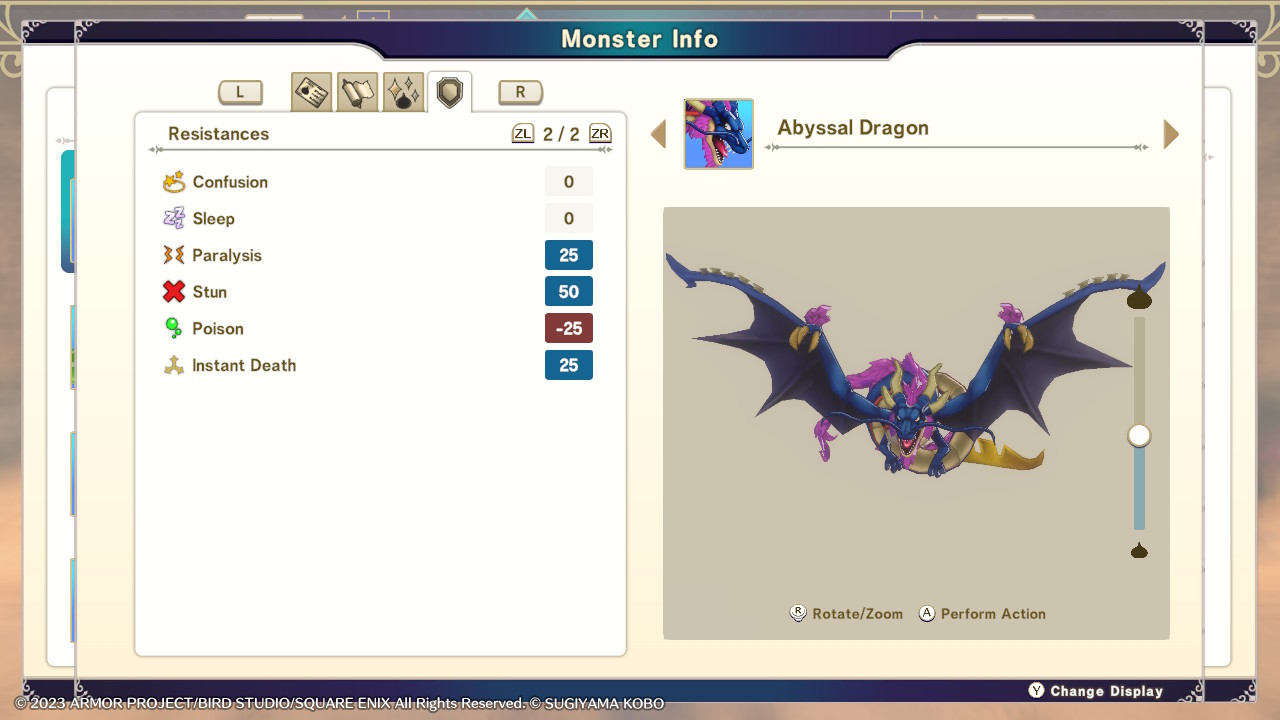 Monster Info
L
R
Resistances
ZL 2 / 2 ZR
Confusion 0
Sleep 0
Paralysis 25
Stun 50
Poison -25
Instant Death 25
Abyssal Dragon
R Rotate/Zoom A Perform Action
Y Change Display
© 2023 ARMOR PROJECT/BIRD STUDIO/SQUARE ENIX All Rights Reserved. © SUGIYAMA KOBO